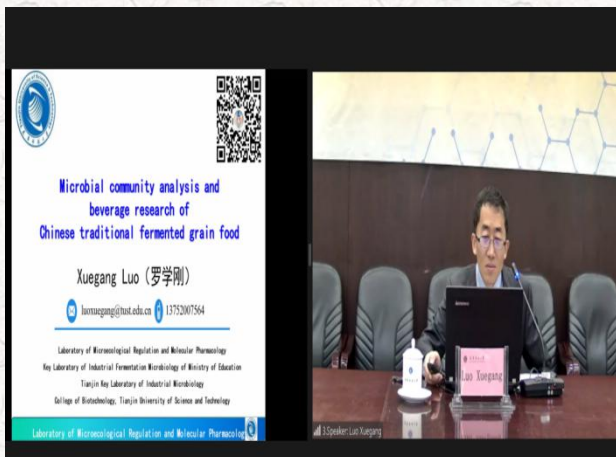 Microbial community analysis and
beverage research of
Chinese traditional fermented grain food
Xuegang Luo（罗学刚）
luoxuegang@tust.edu.cn 13752007564
Laboratory of Microecological Regulation and Molecular Pharmacology
Key Laboratory of Industrial Fermentation Microbiology of Ministry of Education
Tianjin Key Laboratory of Industrial Microbiology
College of Biotechnology, Tianjin University of Science and Technology
Laboratory of Microecological Regulation and Molecular Pharmacolog
Luo Xuegang
3.Speaker: Luo Xuegang